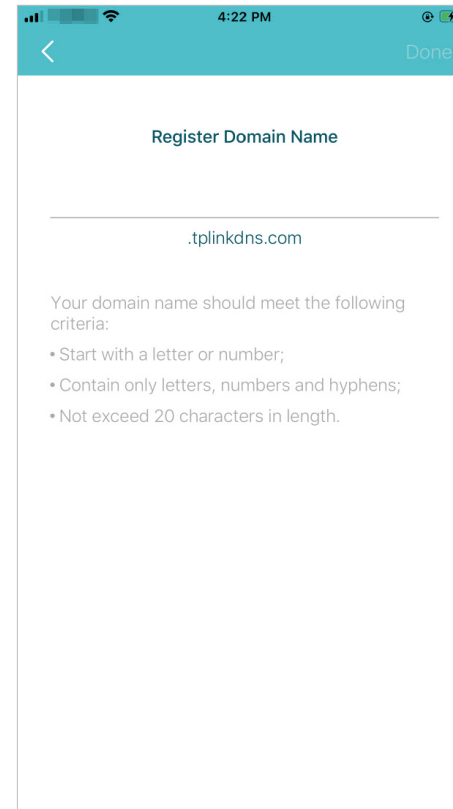 4:22 PM
Done
Register Domain Name
.tplinkdns.com
Your domain name should meet the following
criteria:
• Start with a letter or number;
• Contain only letters, numbers and hyphens;
• Not exceed 20 characters in length.